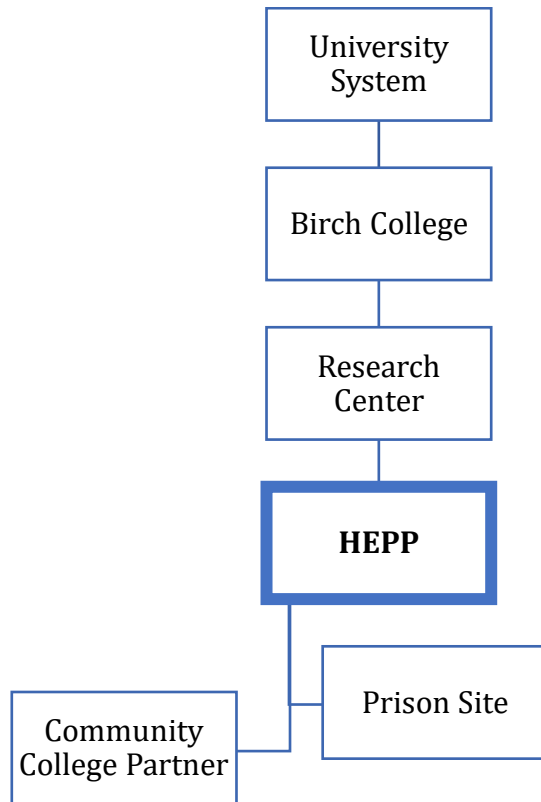 University
System
Birch College
Research
Center
HEPP
Prison Site
Community
College Partner